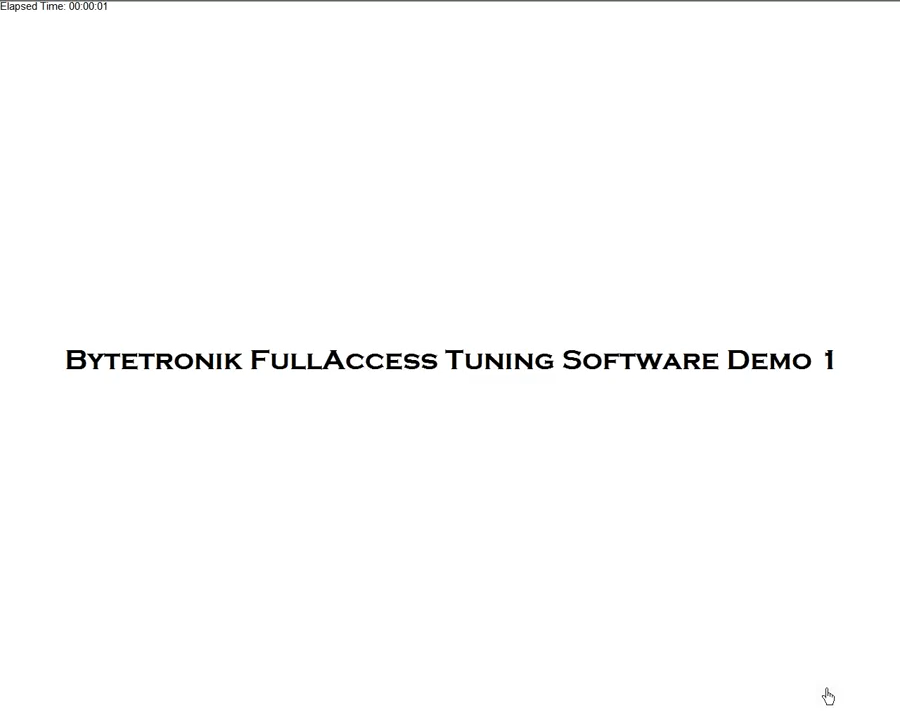 Elapsed Time: 00:00:01
Bytetronik FullAccess Tuning Software Demo 1